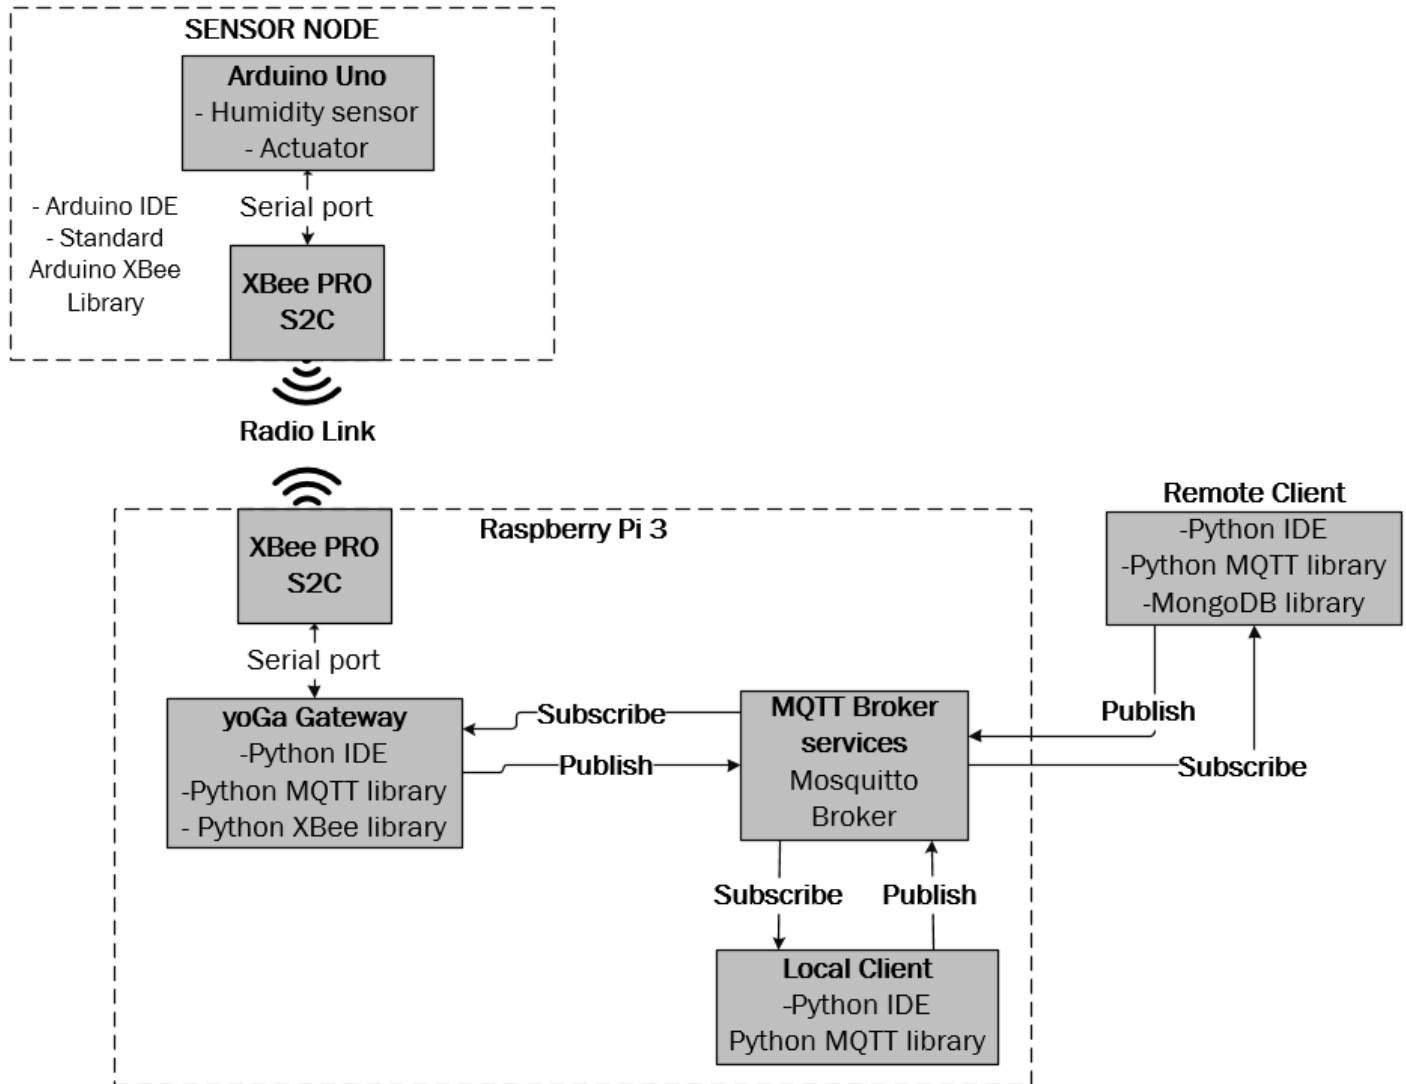 SENSOR NODE
Arduino Uno
- Humidity sensor
- Actuator
- Arduino IDE
- Standard
Arduino XBee
Library
Serial port
XBee PRO
S2C
Radio Link
Raspberry Pi 3
XBee PRO
S2C
Serial port
yoGa Gateway
-Python IDE
-Python MQTT library
- Python XBee library
Subscribe
Publish
MQTT Broker
services
Mosquitto
Broker
Subscribe
Publish
Local Client
-Python IDE
Python MQTT library
Remote Client
-Python IDE
-Python MQTT library
-MongoDB library
Publish
Subscribe